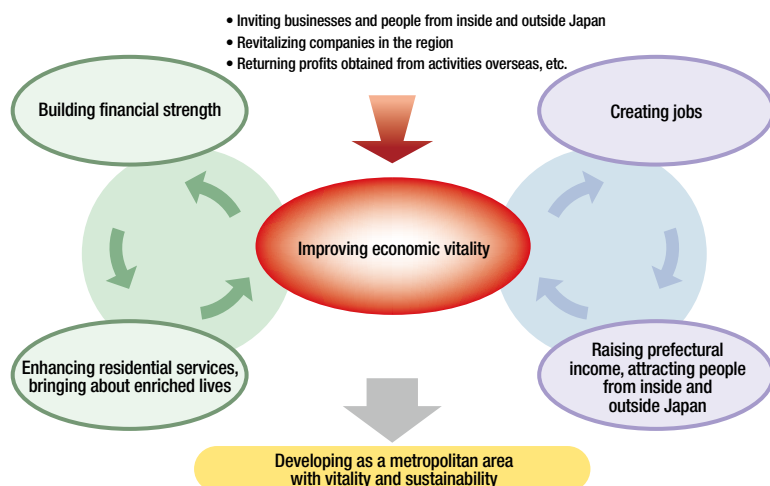 • Inviting businesses and people from inside and outside Japan
• Revitalizing companies in the region
• Returning profits obtained from activities overseas, etc.
Building financial strength
Creating jobs
Improving economic vitality
Enhancing residential services,
bringing about enriched lives
Raising prefectural
income, attracting people
from inside and
outside Japan
Developing as a metropolitan area
with vitality and sustainability